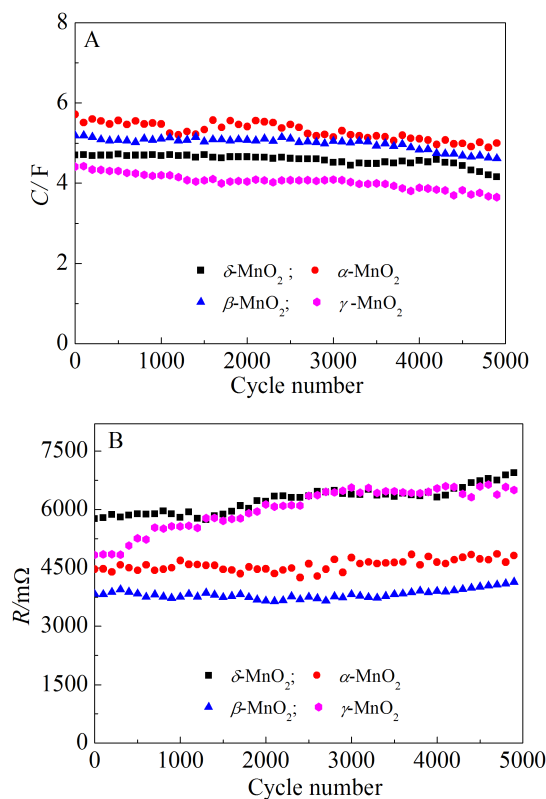 A
C/ F
8
6
4
2
0
δ-MnO₂ ; α-MnO₂
β-MnO₂; γ -MnO₂
0 1000 2000 3000 4000 5000
Cycle number
B
R/mΩ
7500
6000
4500
3000
1500
0
δ-MnO₂; α-MnO₂
β-MnO₂; γ-MnO₂
0 1000 2000 3000 4000 5000
Cycle number